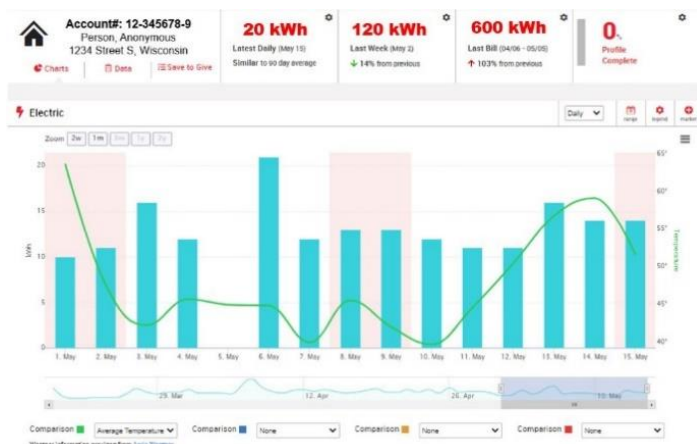 Account#: 12-345678-9
Person, Anonymous
1234 Street S, Wisconsin
Charts
Data
Save to Give
20 kWh
Latest Daily (May 15)
Similar to 90 day average
120 kWh
Last Week (May 2)
↓ 14% from previous
600 kWh
Last Bill (04/06 - 05/05)
↑ 103% from previous
0%
Profile
Complete
Electric
Daily
range
legend
markers
Zoom 2w 1m
20
15
10
5
0
kWh
65°
60°
55°
50°
45°
40°
Temperature
1. May 2. May 3. May 4. May 5. May 6. May 7. May 8. May 9. May 10. May 11. May 12. May 13. May 14. May 15. May
29. Mar 12. Apr 26. Apr 10. May
Comparison Average Temperature Comparison None Comparison None Comparison None